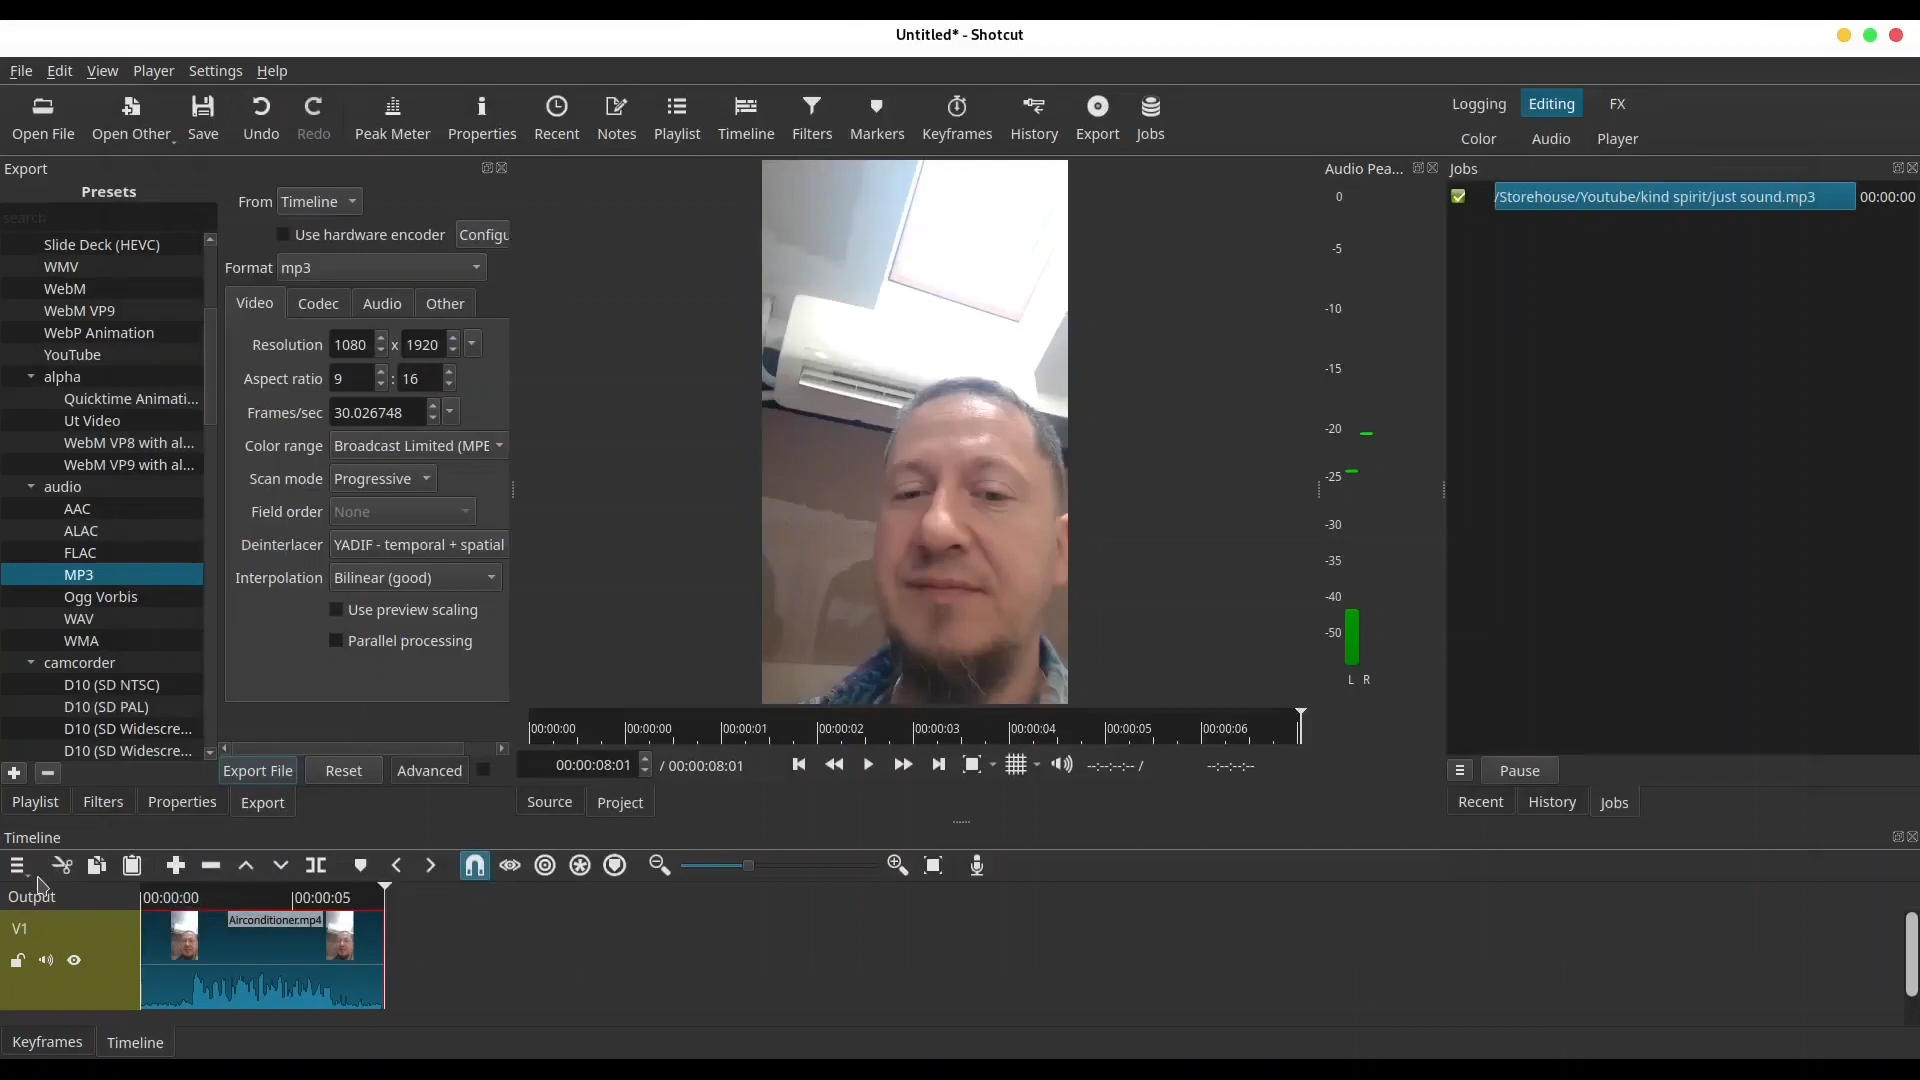 Untitled* - Shotcut
File Edit View Player Settings Help
Open File Open Other Save Undo Redo Peak Meter Properties Recent Notes Playlist Timeline Filters Markers Keyframes History Export Jobs
Logging Editing FX
Color Audio Player
Export
Presets
search
Slide Deck (HEVC)
WMV
WebM
WebM VP9
WebP Animation
YouTube
alpha
Quicktime Animati...
Ut Video
WebM VP8 with al...
WebM VP9 with al...
audio
AAC
ALAC
FLAC
MP3
Ogg Vorbis
WAV
WMA
camcorder
D10 (SD NTSC)
D10 (SD PAL)
D10 (SD Widescre...
D10 (SD Widescre...
From Timeline
Use hardware encoder Configu
Format mp3
Video Codec Audio Other
Resolution 1080 x 1920
Aspect ratio 9 : 16
Frames/sec 30.026748
Color range Broadcast Limited (MPE
Scan mode Progressive
Field order None
Deinterlacer YADIF - temporal + spatial
Interpolation Bilinear (good)
Use preview scaling
Parallel processing
Export File Reset Advanced
Playlist Filters Properties Export
00:00:00 00:00:00 00:00:01 00:00:02 00:00:03 00:00:04 00:00:05 00:00:06
00:00:08:01 / 00:00:08:01 --:--:--:-- / --:--:--:--
Source Project
Audio Pea...
0
-5
-10
-15
-20
-25
-30
-35
-40
-50
L R
Jobs
/Storehouse/Youtube/kind spirit/just sound.mp3 00:00:00
Pause
Recent History Jobs
Timeline
Output
00:00:00 00:00:05
V1
Airconditioner.mp4
Keyframes Timeline